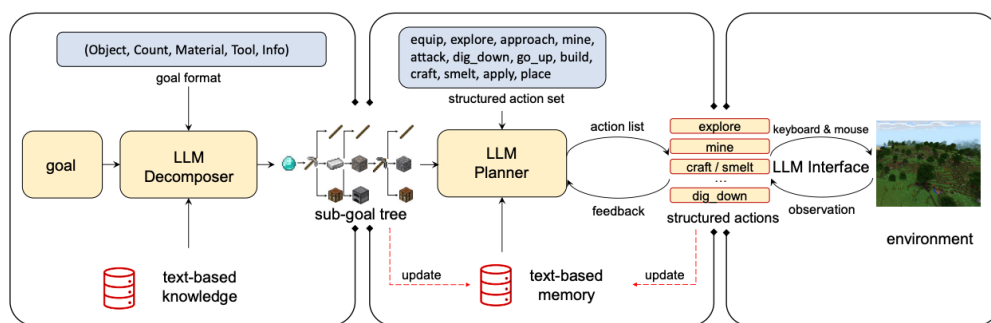 (Object, Count, Material, Tool, Info)
goal format
goal
LLM
Decomposer
text-based
knowledge
sub-goal tree
equip, explore, approach, mine,
attack, dig_down, go_up, build,
craft, smelt, apply, place
structured action set
LLM
Planner
update
text-based
memory
update
action list
feedback
explore
mine
craft / smelt
...
dig_down
structured actions
keyboard & mouse
LLM Interface
observation
environment